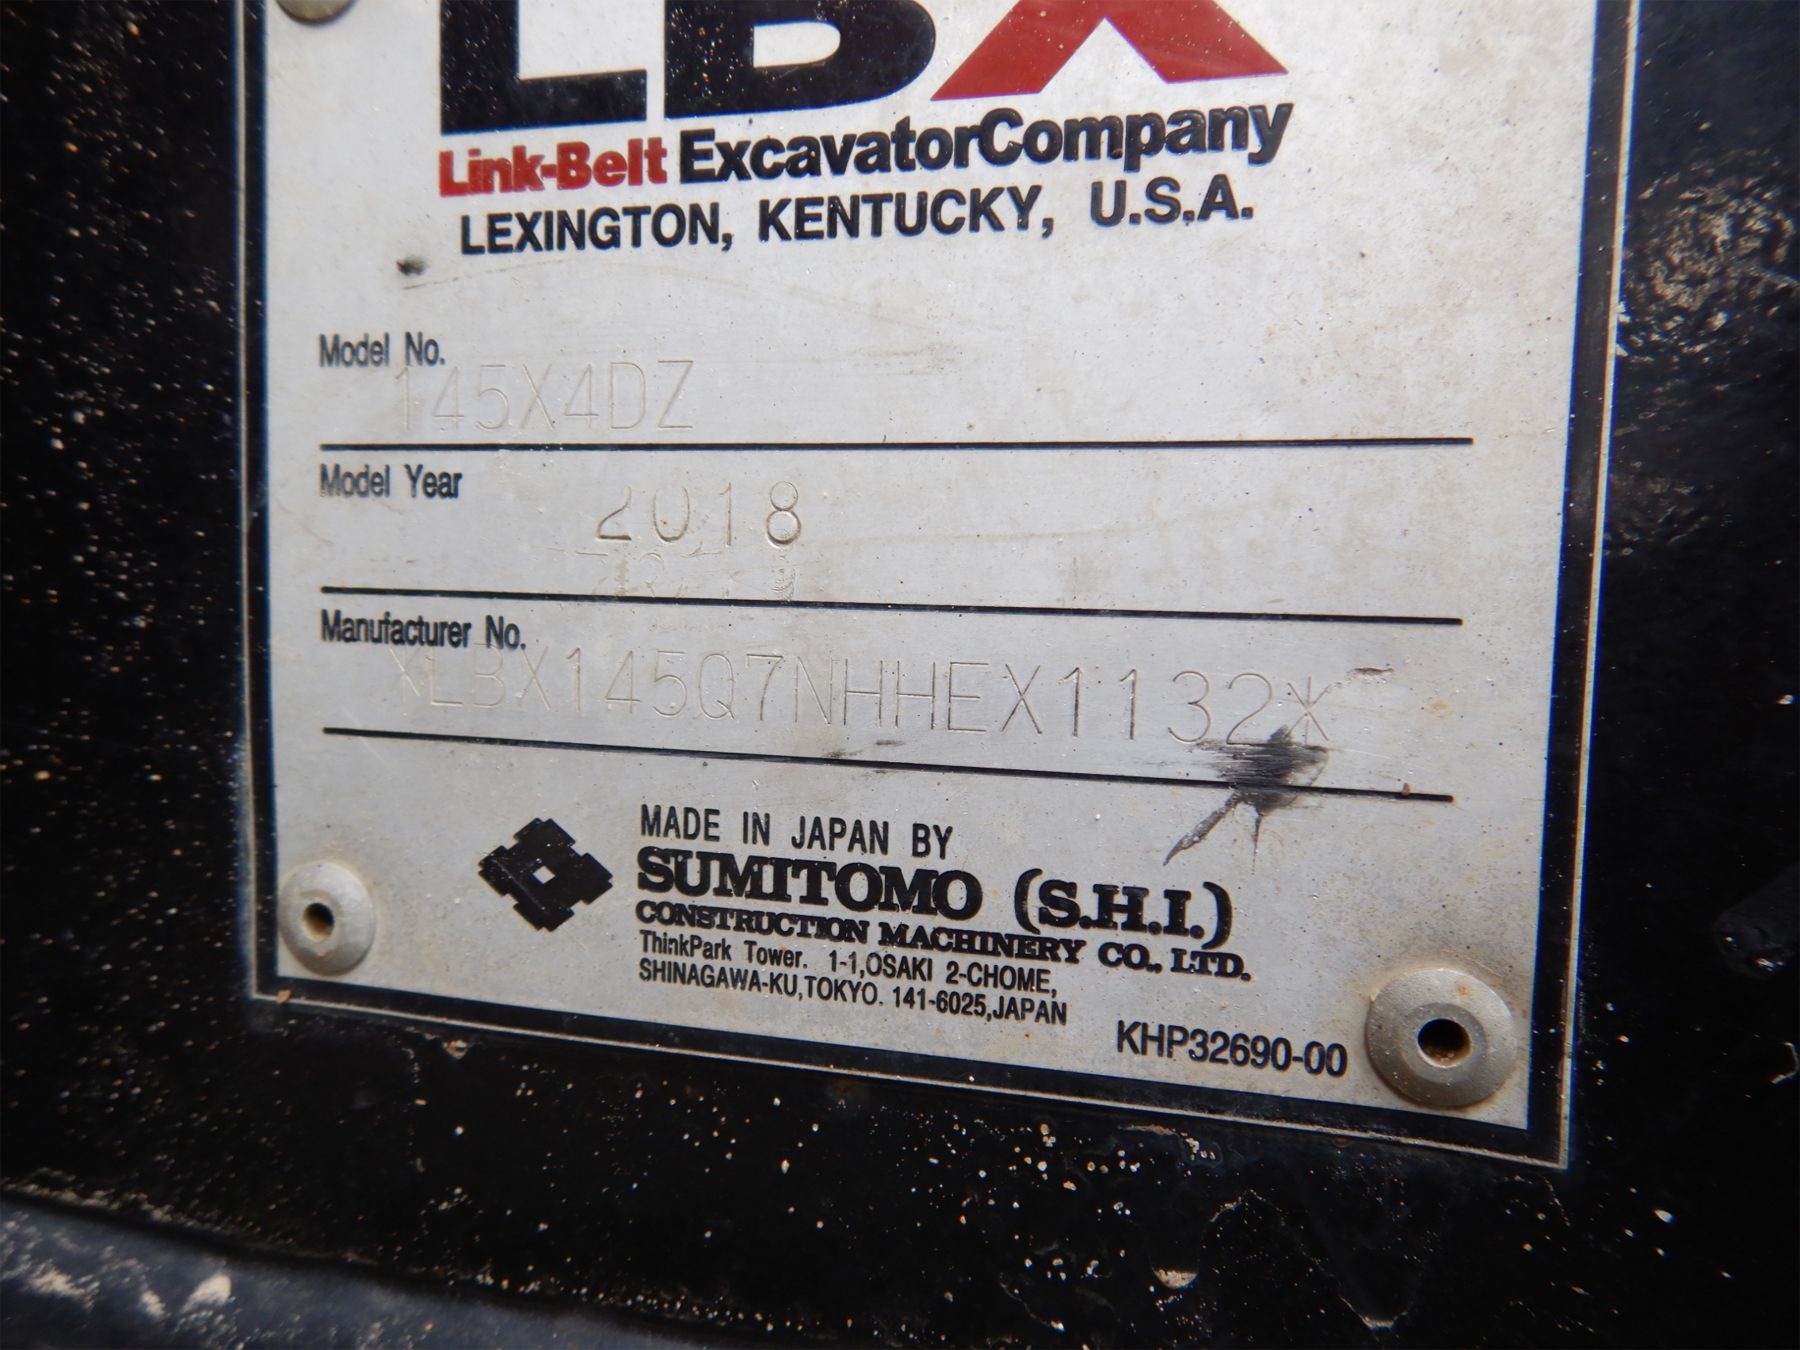 LBX
Link-Belt ExcavatorCompany
LEXINGTON, KENTUCKY, U.S.A.
Model No.
145X4DZ
Model Year
2018
Manufacturer No.
*LBX145Q7NHHEX1132*
MADE IN JAPAN BY
SUMITOMO (S.H.I.)
CONSTRUCTION MACHINERY CO., LTD.
ThinkPark Tower. 1-1,OSAKI 2-CHOME,
SHINAGAWA-KU,TOKYO. 141-6025,JAPAN
KHP32690-00